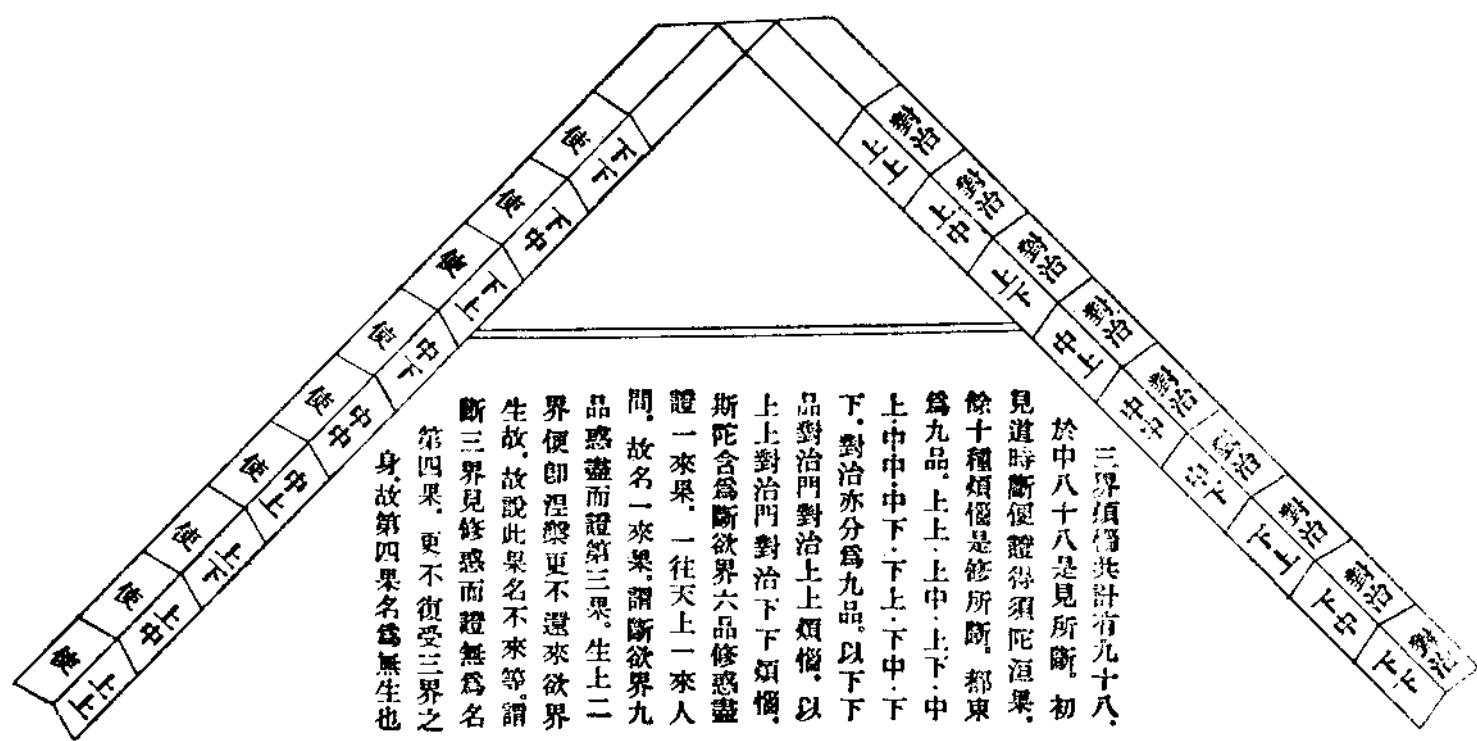 三界煩惱共計有九十八、
於中八十八是見所斷。初
見道時斷便證得須陀洹果。
餘十種煩惱是修所斷。都束
爲九品。上上·上中·上下·中
上·中中·中下·下上·下中·下
下。對治亦分爲九品。以下下
品對治門對治上上煩惱、以
上上對治門對治下下煩惱。
斯陀含爲斷欲界六品修惑盡
證一來果。一往天上一來人
間。故名一來果。謂斷欲界九
品惑盡而證第三果。生上二
界便卽涅槃更不還來欲界
生故。故說此果名不來等。謂
斷三界見修惑而證無爲名
第四果。更不復受三界之
身。故第四果名爲無生也
使 下下
使 下中
使 下上
使 中下
使 中中
使 中上
使 上下
使 上中
使 上上
對治 上上
對治 上中
對治 上下
對治 中上
對治 中中
對治 中下
對治 下上
對治 下中
對治 下下